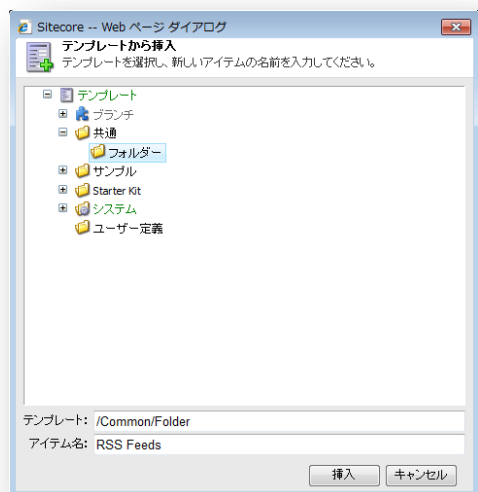 Sitecore -- Web ページ ダイアログ
テンプレートから挿入
テンプレートを選択し、新しいアイテムの名前を入力してください。
テンプレート
ブランチ
共通
フォルダー
サンプル
Starter Kit
システム
ユーザー定義
テンプレート: /Common/Folder
アイテム名: RSS Feeds
挿入 キャンセル